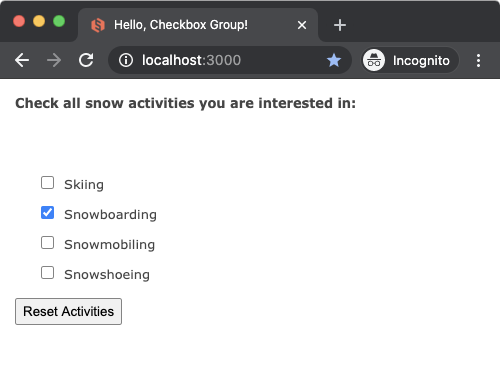 Hello, Checkbox Group!
localhost:3000
Incognito
Check all snow activities you are interested in:
Skiing
Snowboarding
Snowmobiling
Snowshoeing
Reset Activities